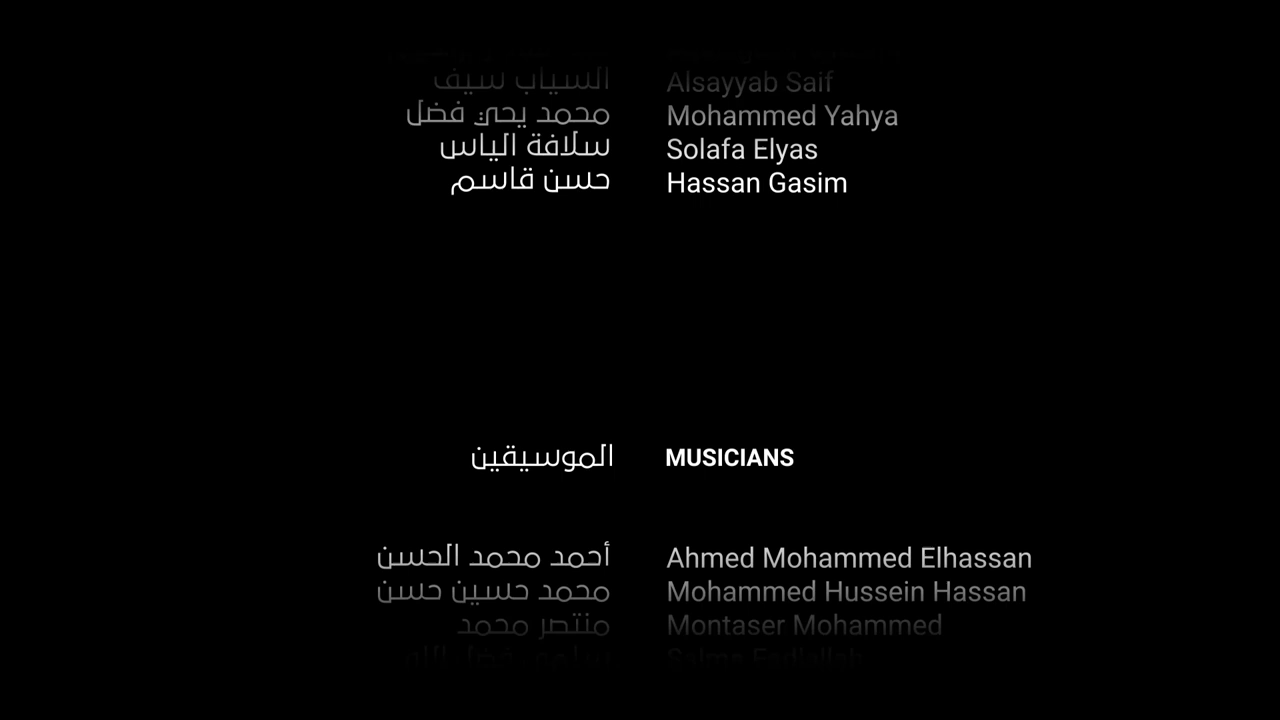 السياب سيف Alsayyab Saif
محمد يحي فضل Mohammed Yahya
سلافة الياس Solafa Elyas
حسن قاسم Hassan Gasim
الموسيقين MUSICIANS
أحمد محمد الحسن Ahmed Mohammed Elhassan
محمد حسين حسن Mohammed Hussein Hassan
منتصر محمد Montaser Mohammed